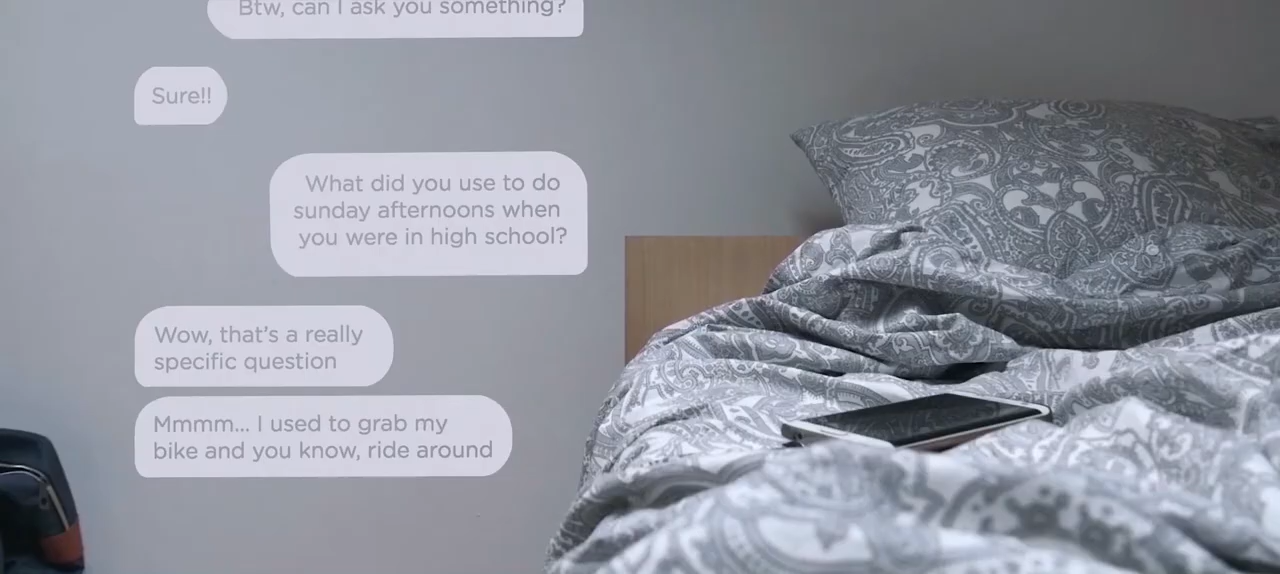 Btw, can I ask you something?
Sure!!
What did you use to do
sunday afternoons when
you were in high school?
Wow, that's a really
specific question
Mmmm... I used to grab my
bike and you know, ride around